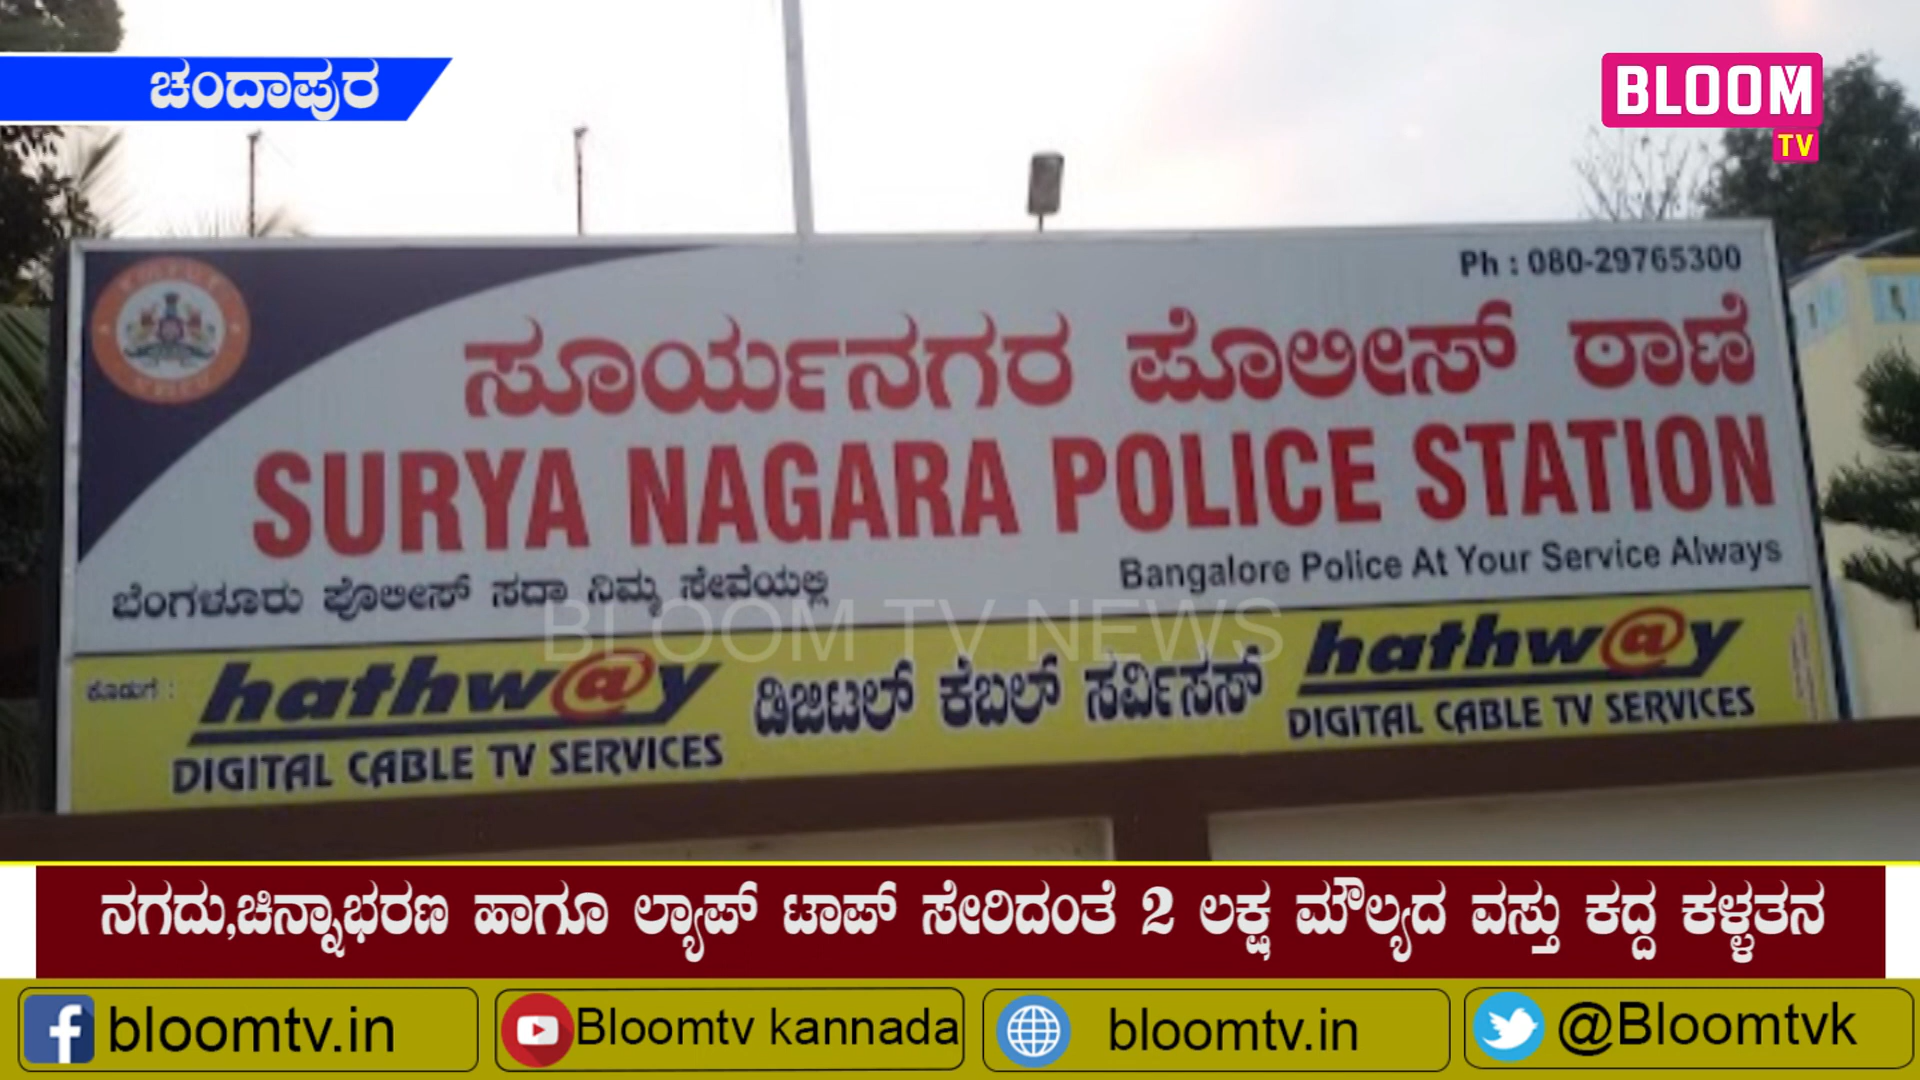 ಚಂದಾಪುರ
BLOOM
TV
Ph : 080-29765300
ಸೂರ್ಯನಗರ ಪೊಲೀಸ್ ಠಾಣೆ
SURYA NAGARA POLICE STATION
ಬೆಂಗಳೂರು ಪೊಲೀಸ್ ಸದಾ ನಿಮ್ಮ ಸೇವೆಯಲ್ಲಿ
Bangalore Police At Your Service Always
BLOOM TV NEWS
ಕೊಡುಗೆ :
hathw@y
DIGITAL CABLE TV SERVICES
ಡಿಜಿಟಲ್ ಕೆಬಲ್ ಸರ್ವಿಸಸ್
hathw@y
DIGITAL CABLE TV SERVICES
ನಗದು,ಚಿನ್ನಾಭರಣ ಹಾಗೂ ಲ್ಯಾಪ್ ಟಾಪ್ ಸೇರಿದಂತೆ 2 ಲಕ್ಷ ಮೌಲ್ಯದ ವಸ್ತು ಕದ್ದ ಕಳ್ಳತನ
bloomtv.in
Bloomtv kannada
bloomtv.in
@Bloomtvk